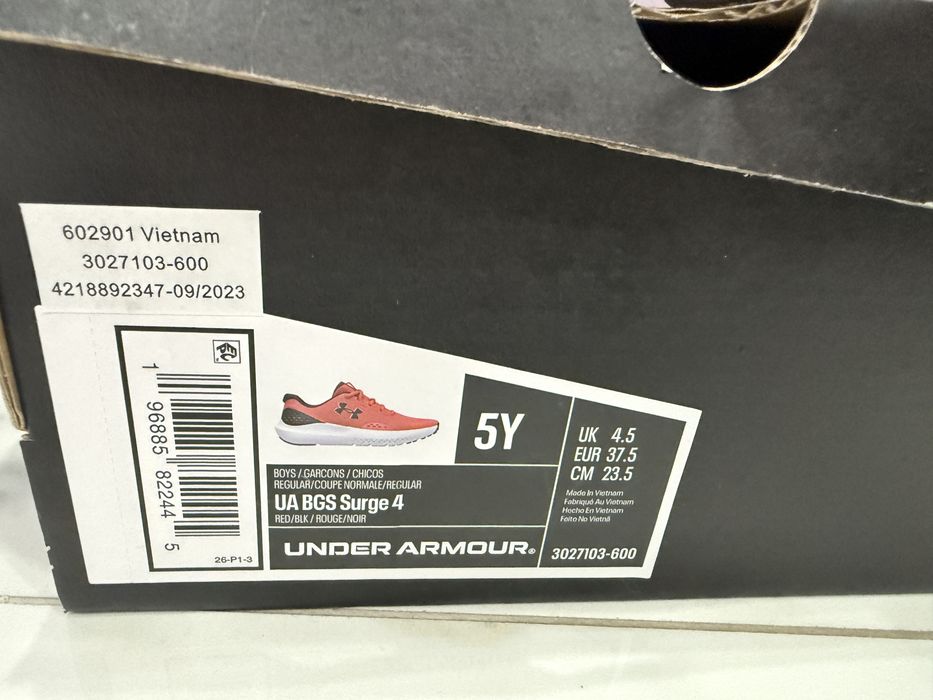 602901 Vietnam
3027103-600
4218892347-09/2023
1 96885 82244 5
26-P1-3
5Y
UK 4.5
EUR 37.5
CM 23.5
Made In Vietnam
Fabriqué Au Vietnam
Hecho En Vietnam
Feito No Vietnã
BOYS / GARCONS / CHICOS
REGULAR/COUPE NORMALE/REGULAR
UA BGS Surge 4
RED/BLK / ROUGE/NOIR
UNDER ARMOUR®
3027103-600